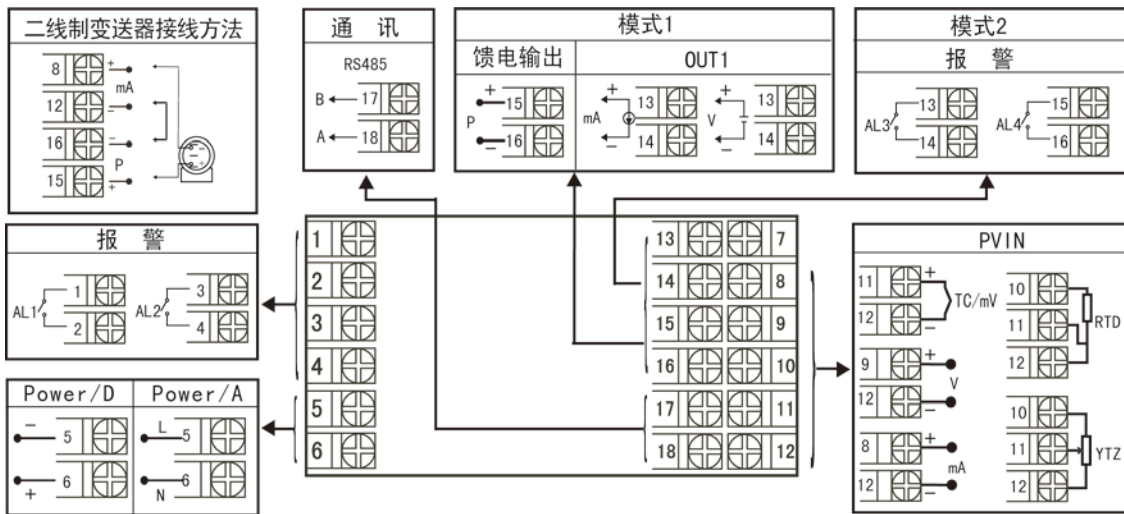 二线制变送器接线方法
8 + mA
12 -
16 - P
15 +
通 讯
RS485
B 17
A 18
模式1
馈电输出 OUT1
+ 15 P
- 16
+ 13 mA
- 14
+ 13 V
- 14
模式2
报 警
AL3 13 14
AL4 15 16
报 警
AL1 1 2
AL2 3 4
Power/D Power/A
- 5 L 5
+ 6 N 6
1 13 7
2 14 8
3 15 9
4 16 10
5 17 11
6 18 12
PVIN
11 + TC/mV
12 -
9 + V
12 -
8 + mA
12 -
10
11 RTD
12
10
11 YTZ
12